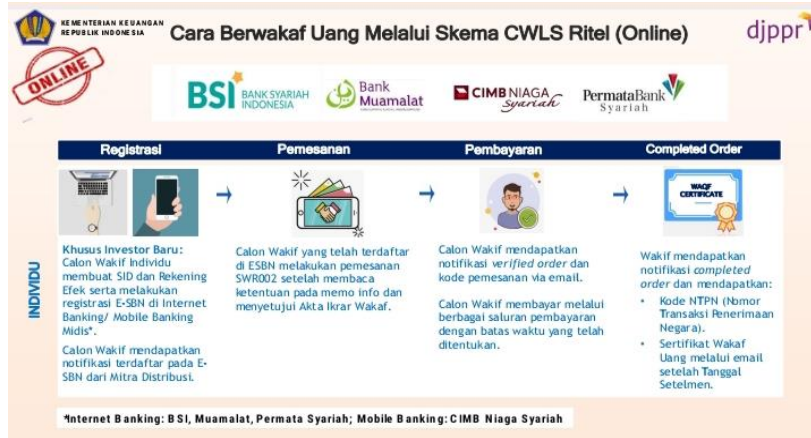 KEMENTERIAN KEUANGAN
REPUBLIK INDONESIA
Cara Berwakaf Uang Melalui Skema CWLS Ritel (Online)
djppr
ONLINE
BSI BANK SYARIAH
INDONESIA
Bank
Muamalat
CIMB NIAGA
Syariah
PermataBank
Syariah
Registrasi
Pemesanan
Pembayaran
Completed Order
WAQF
CERTIFICATE
INDIVIDU
Khusus Investor Baru:
Calon Wakif Individu
membuat SID dan Rekening
Efek serta melakukan
registrasi E-SBN di Internet
Banking/ Mobile Banking
Midis*.
Calon Wakif mendapatkan
notifikasi terdaftar pada E-
SBN dari Mitra Distribusi.
Calon Wakif yang telah terdaftar
di ESBN melakukan pemesanan
SWR002 setelah membaca
ketentuan pada memo info dan
menyetujui Akta Ikrar Wakaf.
Calon Wakif mendapatkan
notifikasi verified order dan
kode pemesanan via email.
Calon Wakif membayar melalui
berbagai saluran pembayaran
dengan batas waktu yang telah
ditentukan.
Wakif mendapatkan
notifikasi completed
order dan mendapatkan:
• Kode NTPN (Nomor
Transaksi Penerimaan
Negara).
• Sertifikat Wakaf
Uang melalui email
setelah Tanggal
Setelmen.
*Internet Banking: BSI, Muamalat, Permata Syariah; Mobile Banking: CIMB Niaga Syariah